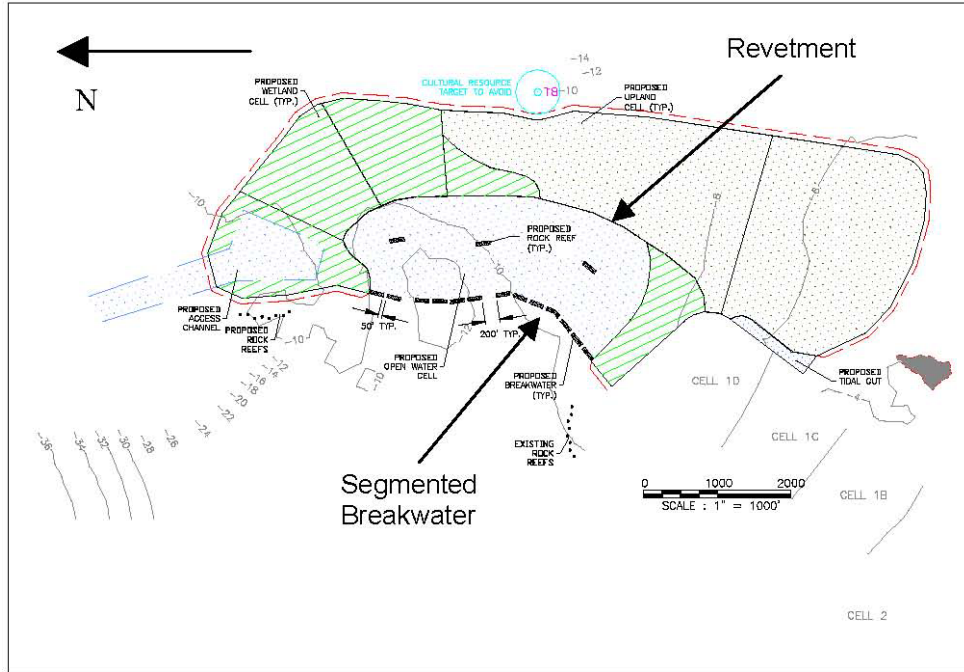 Revetment
N
PROPOSED
WETLAND
CELL (TYP.)
CULTURAL RESOURCE
TARGET TO AVOID
-14
-12
-10
B1
PROPOSED
UPLAND
CELL (TYP.)
-10
-8
-6
PROPOSED
ROCK REEF
(TYP.)
-10
PROPOSED
ACCESS
CHANNEL
PROPOSED
ROCK
REEFS
-10
50' TYP.
PROPOSED
OPEN WATER
CELL
-10
-12
200' TYP.
PROPOSED
BREAKWATER
(TYP.)
CELL 1D
PROPOSED
TIDAL GUT
-4
-12
-14
-16
-18
-20
-22
-24
-26
-28
-30
-32
-34
-36
EXISTING
ROCK
REEFS
CELL 1C
Segmented
Breakwater
0
1000
2000
SCALE : 1" = 1000'
CELL 1B
CELL 2